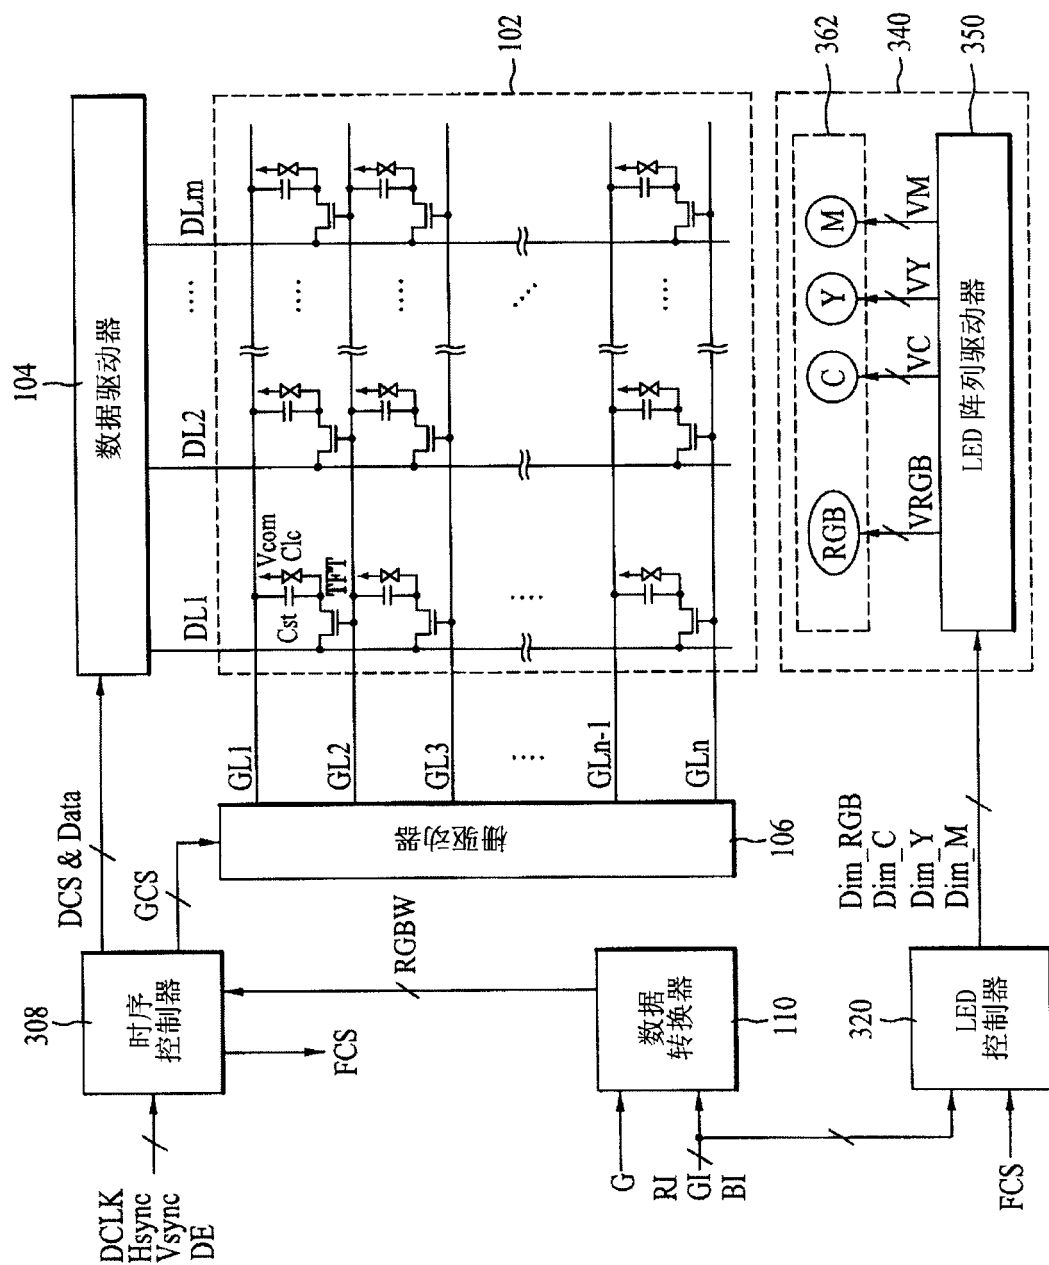 DCLK
Hsync
Vsync
DE
308
时序
控制器
DCS & Data
GCS
FCS
104
数据驱动器
DL1
DL2
....
DLm
102
GL1
GL2
GL3
....
GLn-1
GLn
Vcom
Clc
Cst
TFT
....
....
....
....
....
栅驱动器
106
RGBW
G
RI
GI
BI
数据
转换器
110
FCS
320
LED
控制器
Dim_RGB
Dim_C
Dim_Y
Dim_M
362
340
350
RGB
C
Y
M
VRGB
VC
VY
VM
LED 阵列驱动器